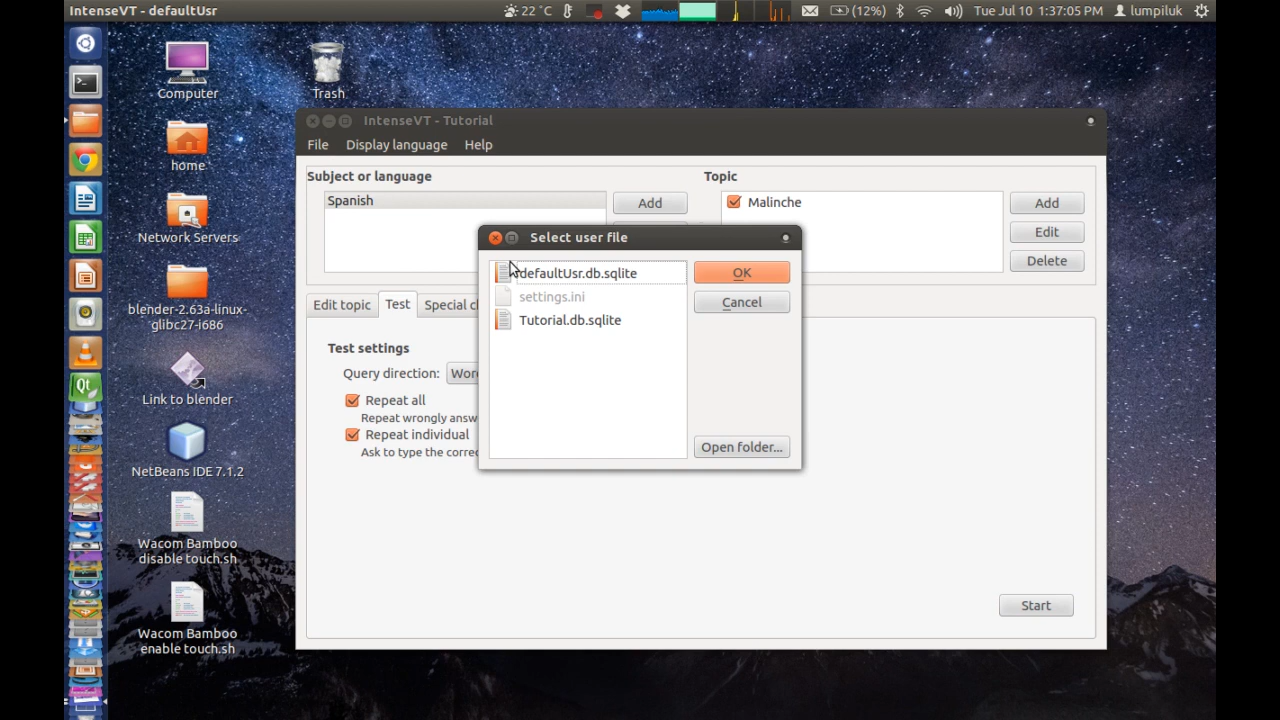 IntenseVT - defaultUsr
22 °C
(12%)
Tue Jul 10 1:37:05 PM
lumpiluk
Computer
Trash
home
Network Servers
blender-2.63a-linux-
glibc27-i686
Link to blender
NetBeans IDE 7.1.2
Wacom Bamboo
disable touch.sh
Wacom Bamboo
enable touch.sh
IntenseVT - Tutorial
File
Display language
Help
Subject or language
Topic
Spanish
Add
Malinche
Add
Edit
Delete
Select user file
defaultUsr.db.sqlite
settings.ini
Tutorial.db.sqlite
OK
Cancel
Open folder...
Edit topic
Test
Special
Test settings
Query direction:
Repeat all
Repeat wrongly
Repeat individual
Ask to type the
Start
Qt